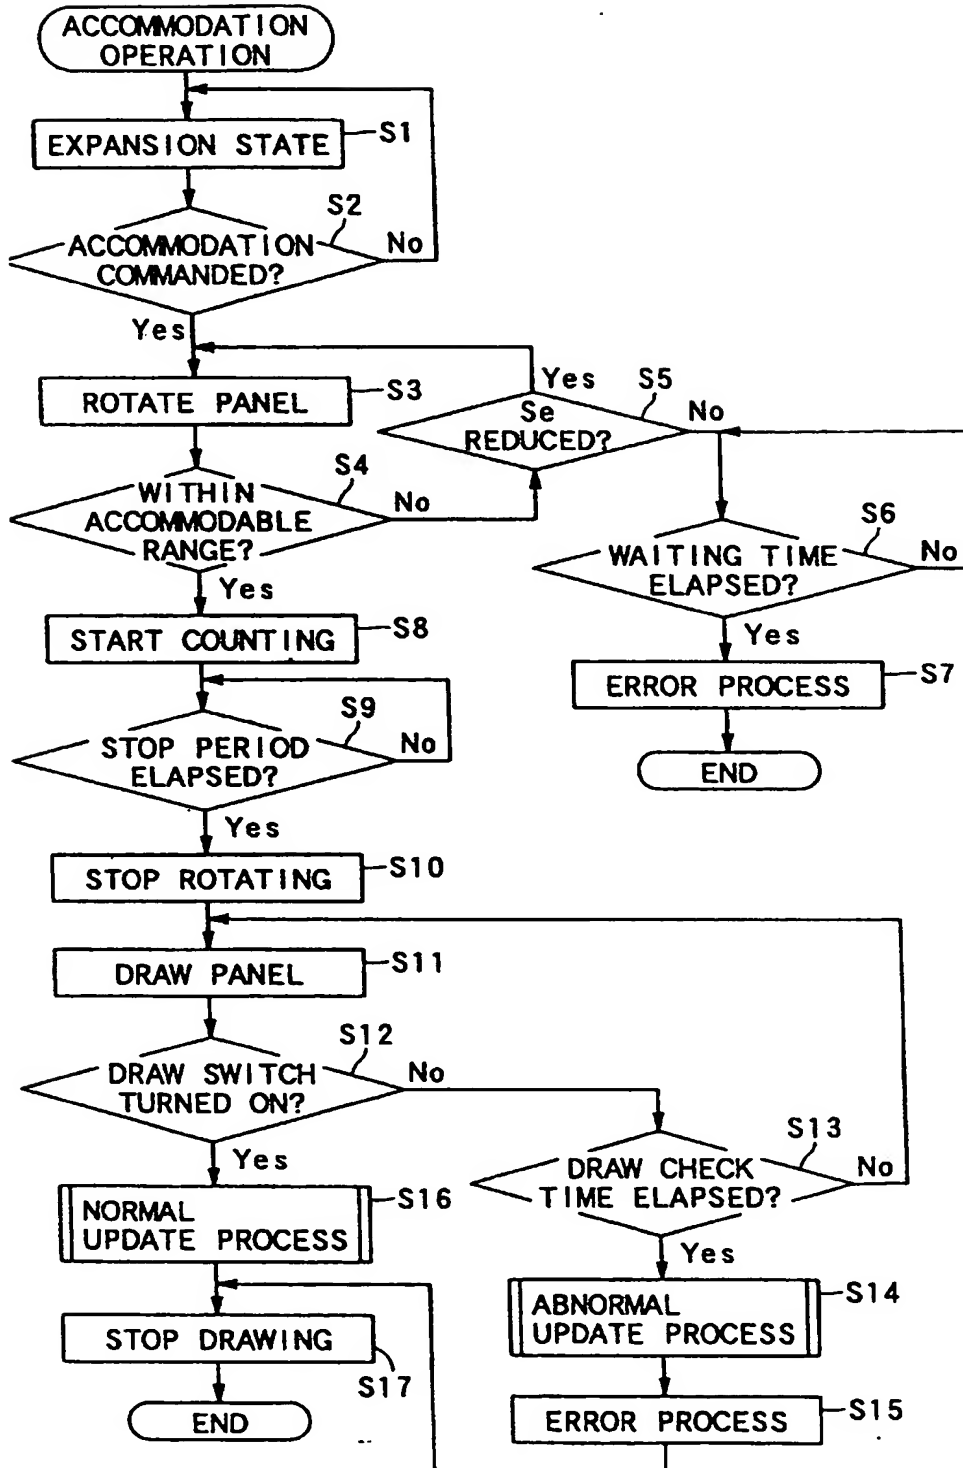 ACCOMMODATION
OPERATION
EXPANSION STATE
S1
S2
ACCOMMODATION
COMMANDED?
No
Yes
ROTATE PANEL
S3
Yes
S5
Se
REDUCED?
No
S4
WITHIN
ACCOMMODABLE
RANGE?
No
Yes
S6
WAITING TIME
ELAPSED?
No
Yes
START COUNTING
S8
ERROR PROCESS
S7
END
S9
STOP PERIOD
ELAPSED?
No
Yes
STOP ROTATING
S10
DRAW PANEL
S11
S12
DRAW SWITCH
TURNED ON?
No
Yes
S13
DRAW CHECK
TIME ELAPSED?
No
Yes
NORMAL
UPDATE PROCESS
S16
ABNORMAL
UPDATE PROCESS
S14
STOP DRAWING
S17
END
ERROR PROCESS
S15